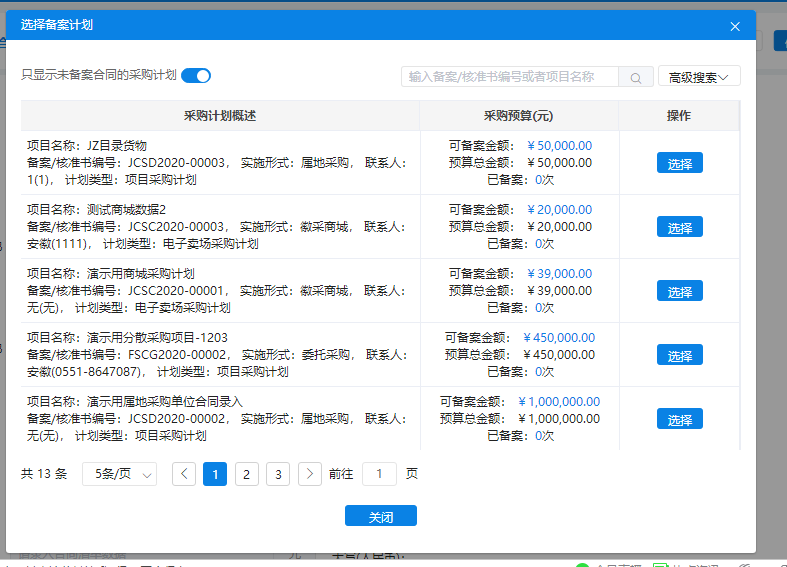 选择备案计划
只显示未备案合同的采购计划
输入备案/核准书编号或者项目名称
高级搜索
采购计划概述 采购预算(元) 操作
项目名称：JZ目录货物
备案/核准书编号：JCSD2020-00003， 实施形式：属地采购， 联系人：
1(1)， 计划类型：项目采购计划
可备案金额： ￥50,000.00
预算总金额： ￥50,000.00
已备案：0次
选择
项目名称：测试商城数据2
备案/核准书编号：JCSC2020-00003， 实施形式：徽采商城， 联系人：
安徽(1111)， 计划类型：电子卖场采购计划
可备案金额： ￥20,000.00
预算总金额： ￥20,000.00
已备案：0次
选择
项目名称：演示用商城采购计划
备案/核准书编号：JCSC2020-00001， 实施形式：徽采商城， 联系人：
无(无)， 计划类型：电子卖场采购计划
可备案金额： ￥39,000.00
预算总金额： ￥39,000.00
已备案：0次
选择
项目名称：演示用分散采购项目-1203
备案/核准书编号：FSCG2020-00002， 实施形式：委托采购， 联系人：
安徽(0551-8647087)， 计划类型：项目采购计划
可备案金额： ￥450,000.00
预算总金额： ￥450,000.00
已备案：0次
选择
项目名称：演示用属地采购单位合同录入
备案/核准书编号：JCSD2020-00002， 实施形式：属地采购， 联系人：
无(无)， 计划类型：项目采购计划
可备案金额： ￥1,000,000.00
预算总金额： ￥1,000,000.00
已备案：0次
选择
共 13 条 5条/页 1 2 3 前往 1 页
关闭